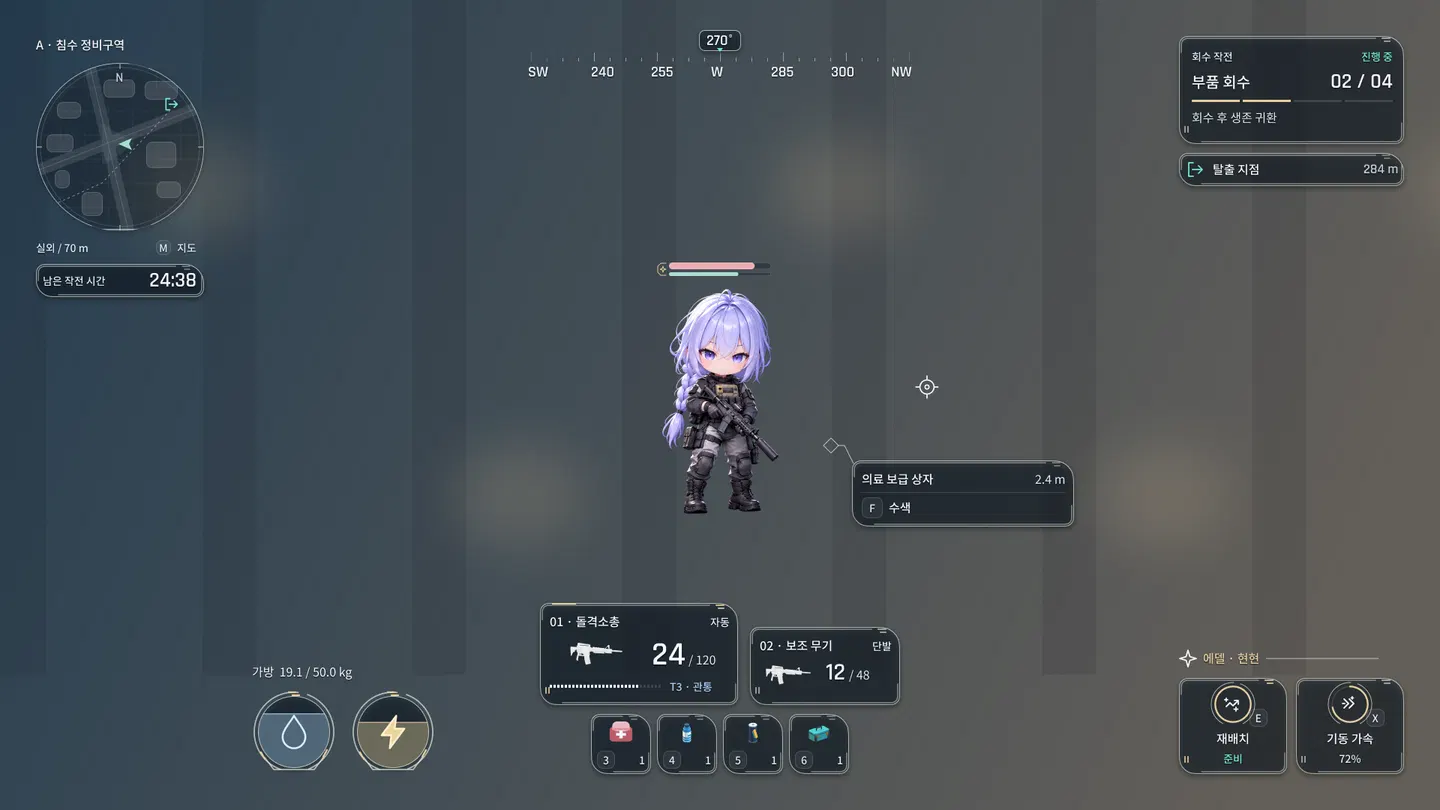 A · 침수 정비구역
N
실외 / 70 m
M 지도
남은 작전 시간 24:38
270°
SW 240 255 W 285 300 NW
회수 작전 진행 중
부품 회수 02 / 04
회수 후 생존 귀환
탈출 지점 284 m
의료 보급 상자 2.4 m
F 수색
01 · 돌격소총 자동
24 / 120
T3 · 관통
02 · 보조 무기 단발
12 / 48
3 1
4 1
5 1
6 1
가방 19.1 / 50.0 kg
에델 · 현현
E
재배치
준비
X
기동 가속
72%